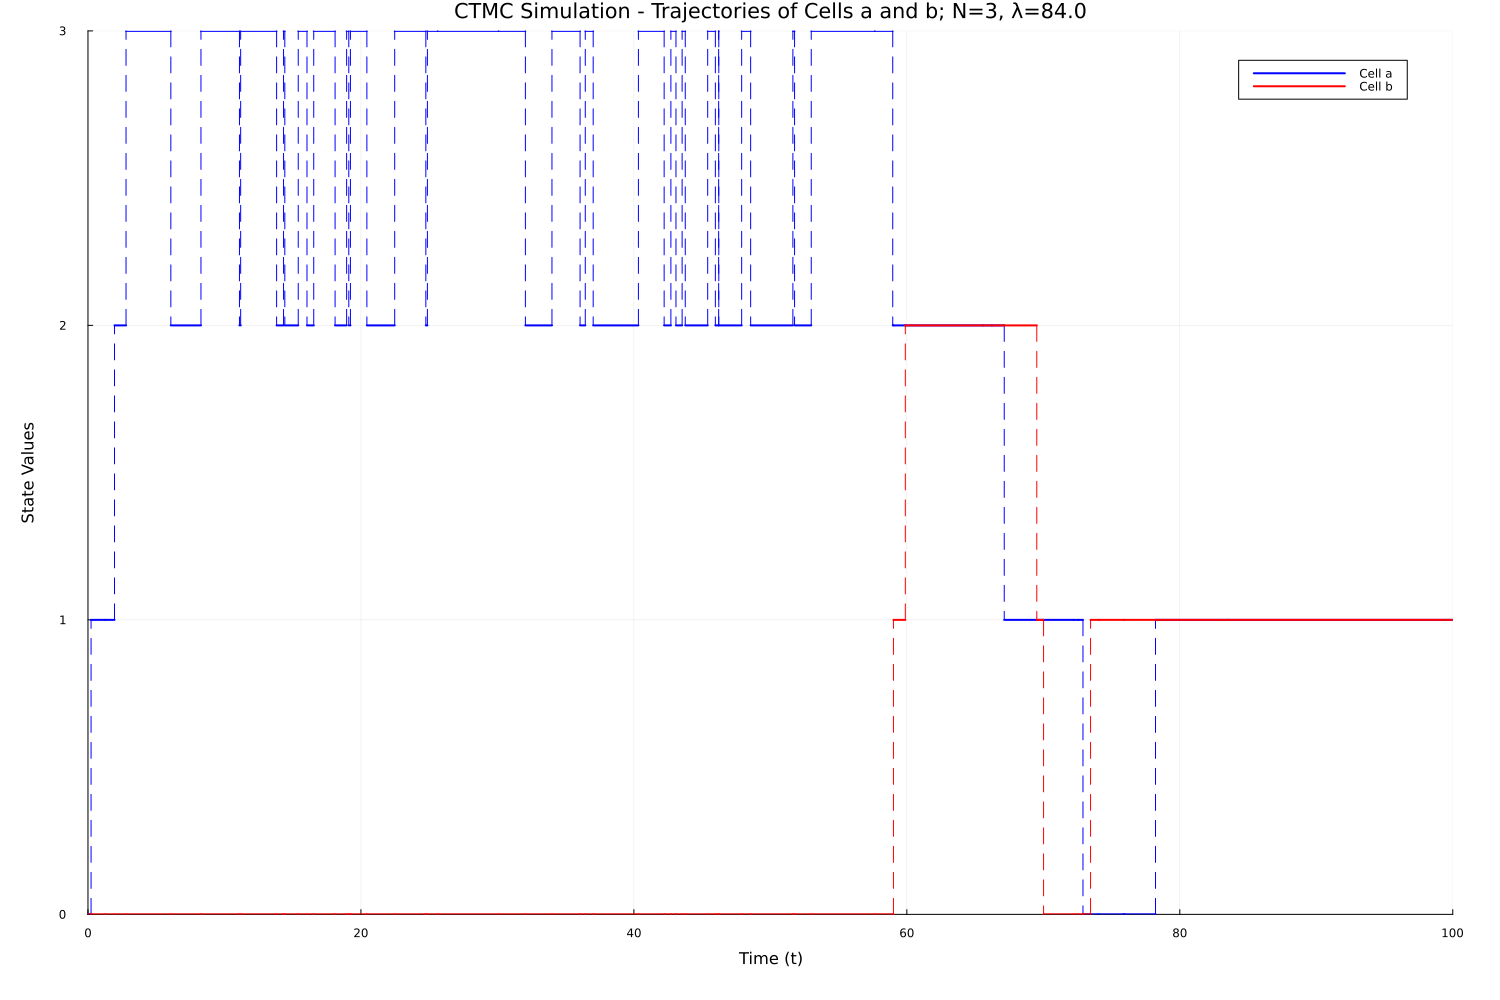 CTMC Simulation - Trajectories of Cells a and b; N=3, λ=84.0
3
2
1
0
State Values
Cell a
Cell b
0 20 40 60 80 100
Time (t)